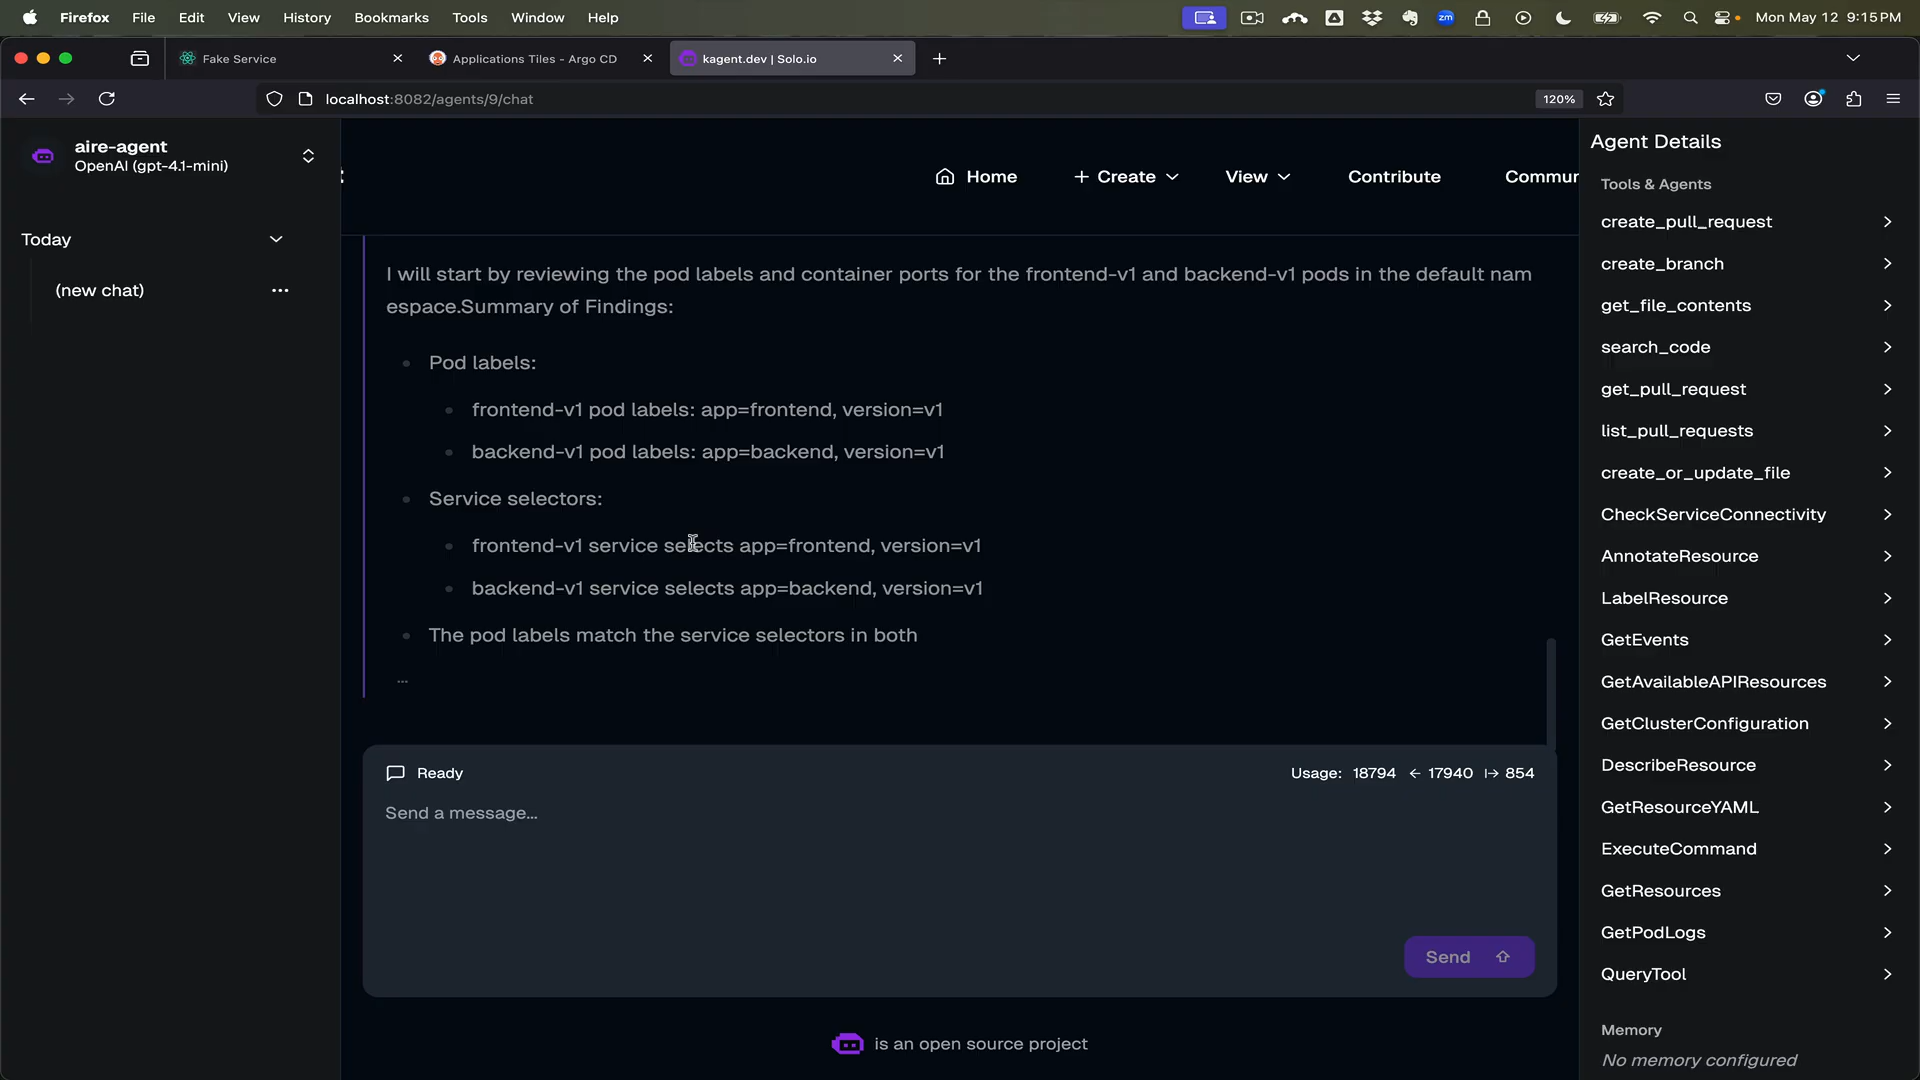 Firefox File Edit View History Bookmarks Tools Window Help
zm
Mon May 12 9:15 PM
Fake Service
Applications Tiles - Argo CD
kagent.dev | Solo.io
localhost:8082/agents/9/chat
120%
aire-agent
OpenAI (gpt-4.1-mini)
Today
(new chat)
Home
Create
View
Contribute
Commun
I will start by reviewing the pod labels and container ports for the frontend-v1 and backend-v1 pods in the default nam
espace.Summary of Findings:
Pod labels:
frontend-v1 pod labels: app=frontend, version=v1
backend-v1 pod labels: app=backend, version=v1
Service selectors:
frontend-v1 service selects app=frontend, version=v1
backend-v1 service selects app=backend, version=v1
The pod labels match the service selectors in both
...
Ready
Usage: 18794 ← 17940 ↦ 854
Send a message...
Send
is an open source project
Agent Details
Tools & Agents
create_pull_request
create_branch
get_file_contents
search_code
get_pull_request
list_pull_requests
create_or_update_file
CheckServiceConnectivity
AnnotateResource
LabelResource
GetEvents
GetAvailableAPIResources
GetClusterConfiguration
DescribeResource
GetResourceYAML
ExecuteCommand
GetResources
GetPodLogs
QueryTool
Memory
No memory configured